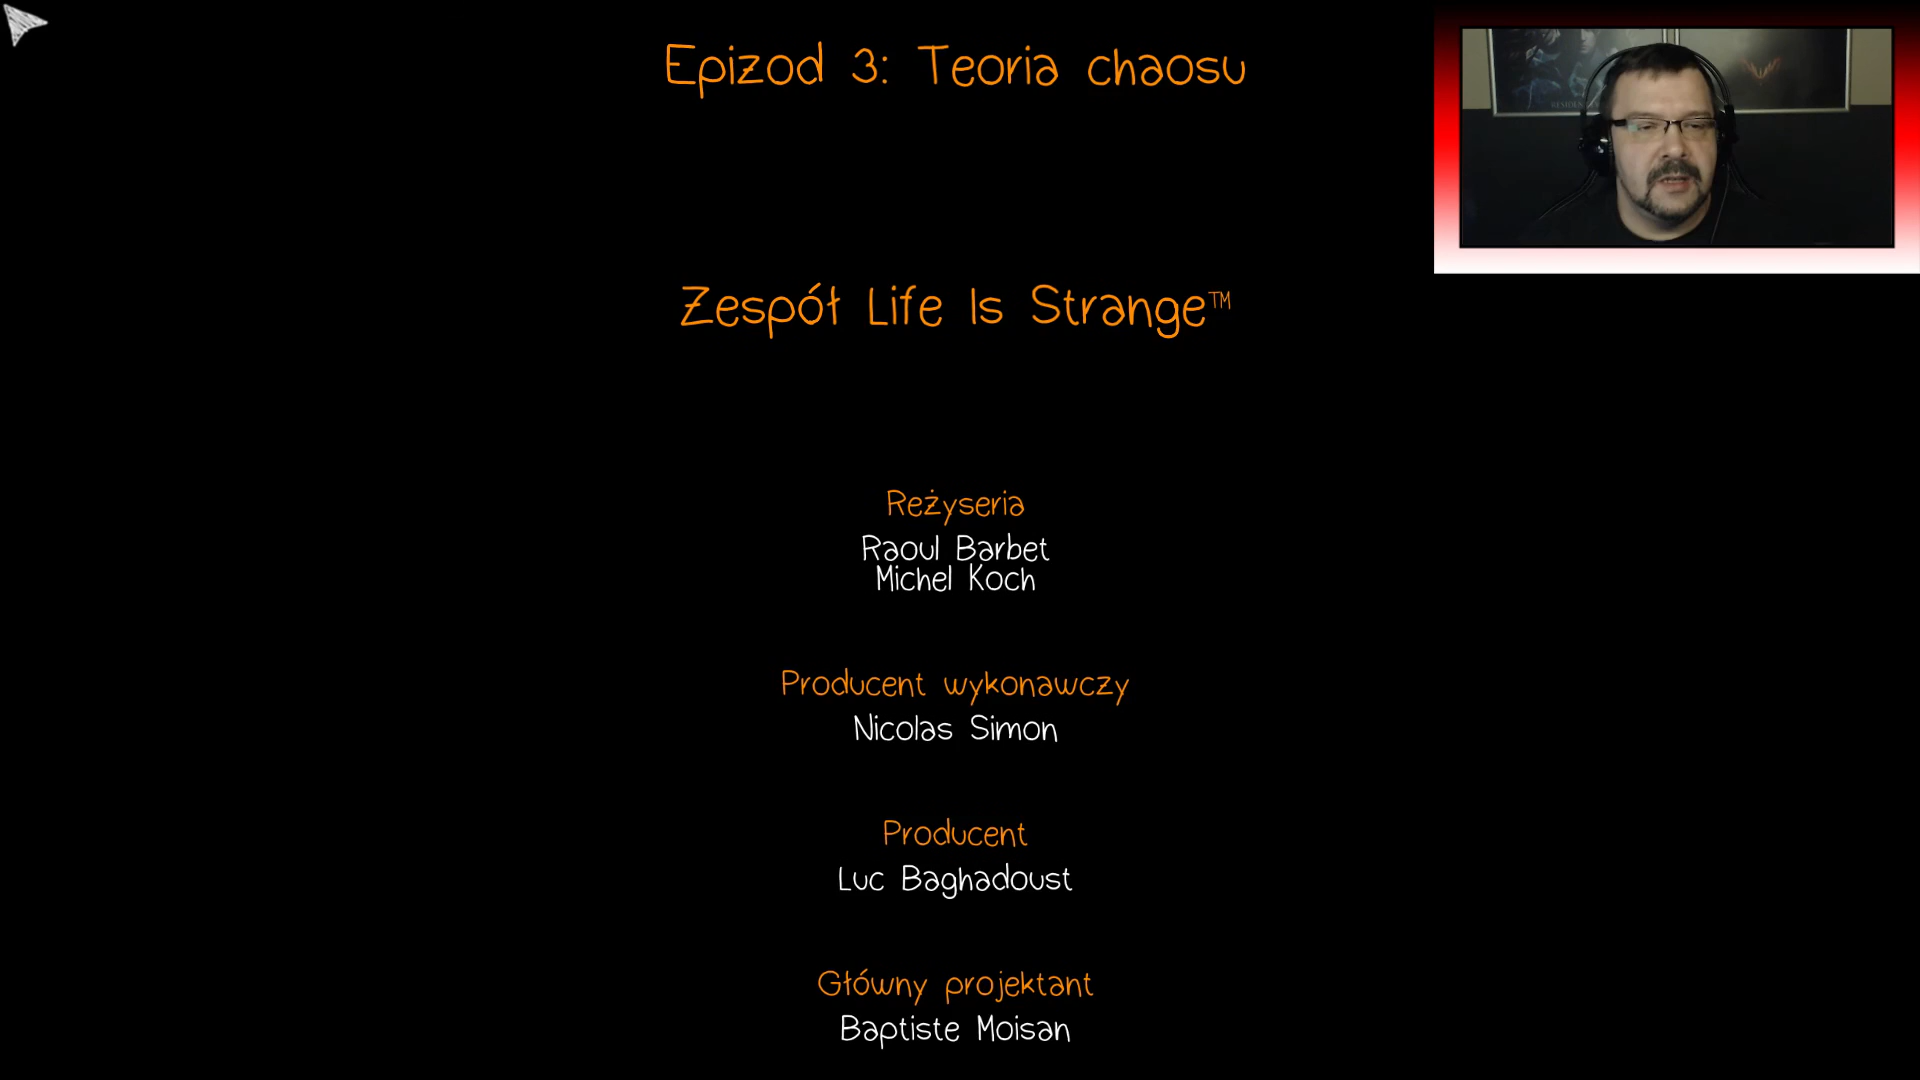 Epizod 3: Teoria chaosu
Zespół Life Is Strange™
Reżyseria
Raoul Barbet
Michel Koch
Producent wykonawczy
Nicolas Simon
Producent
Luc Baghadoust
Główny projektant
Baptiste Moisan